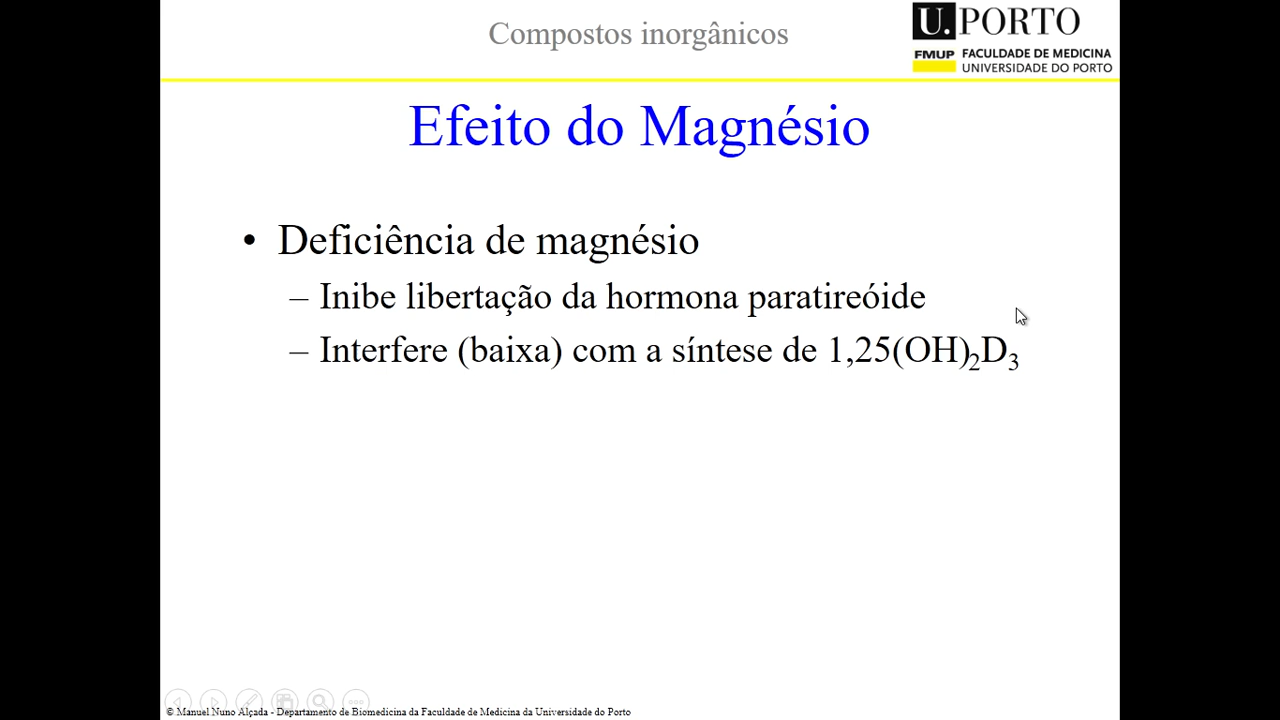 Compostos inorgânicos
U.PORTO
FMUP FACULDADE DE MEDICINA
UNIVERSIDADE DO PORTO
Efeito do Magnésio
• Deficiência de magnésio
– Inibe libertação da hormona paratireóide
– Interfere (baixa) com a síntese de 1,25(OH)₂D₃
© Manuel Nuno Alçada - Departamento de Biomedicina da Faculdade de Medicina da Universidade do Porto